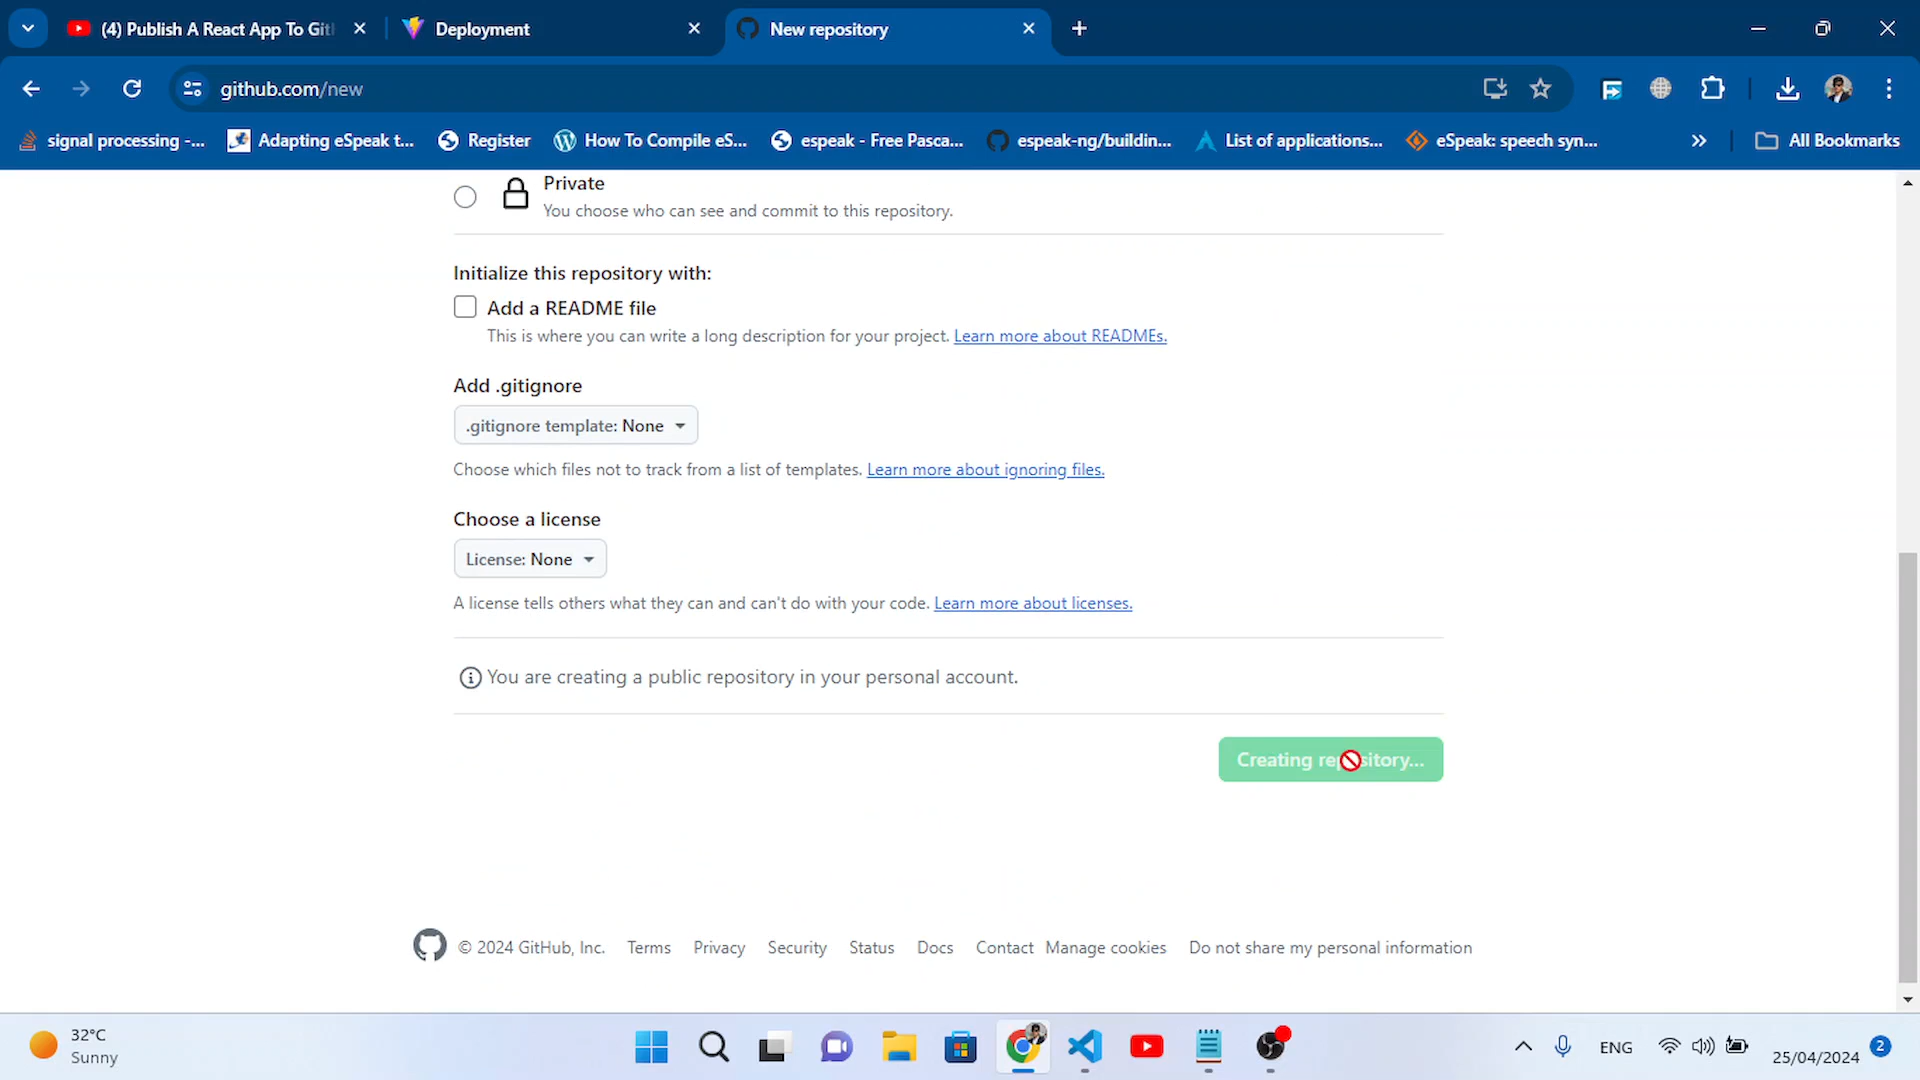 (4) Publish A React App To Git
Deployment
New repository
github.com/new
signal processing -...
Adapting eSpeak t...
Register
How To Compile eS...
espeak - Free Pasca...
espeak-ng/buildin...
List of applications...
eSpeak: speech syn...
All Bookmarks
Private
You choose who can see and commit to this repository.
Initialize this repository with:
Add a README file
This is where you can write a long description for your project. Learn more about READMEs.
Add .gitignore
.gitignore template: None
Choose which files not to track from a list of templates. Learn more about ignoring files.
Choose a license
License: None
A license tells others what they can and can't do with your code. Learn more about licenses.
You are creating a public repository in your personal account.
Creating repository...
© 2024 GitHub, Inc. Terms Privacy Security Status Docs Contact Manage cookies Do not share my personal information
32°C
Sunny
ENG
25/04/2024
2